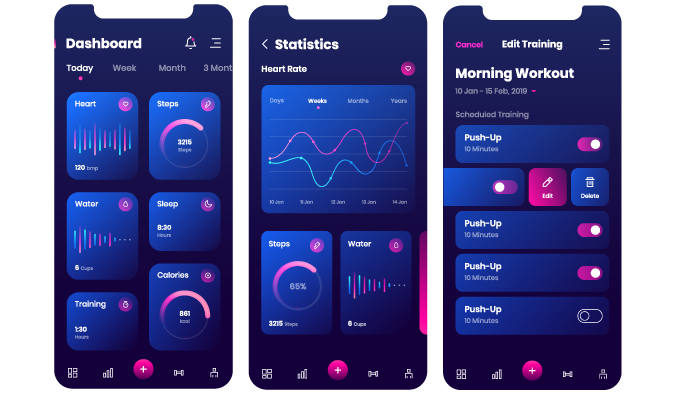 Dashboard
Today Week Month 3 Mont
Heart
120 bmp
Steps
3215
Steps
Water
6 Cups
Sleep
8:30
Hours
Calories
861
kcal
Training
1:30
Hours
Statistics
Heart Rate
Days Weeks Months Years
10 Jan 11 Jan 12 Jan 13 Jan 14 Jan
Steps
65%
3215 Steps
Water
6 Cups
Cancel Edit Training
Morning Workout
10 Jan - 15 Feb, 2019
Scheduled Training
Push-Up
10 Minutes
Edit
Delete
Push-Up
10 Minutes
Push-Up
10 Minutes
Push-Up
10 Minutes